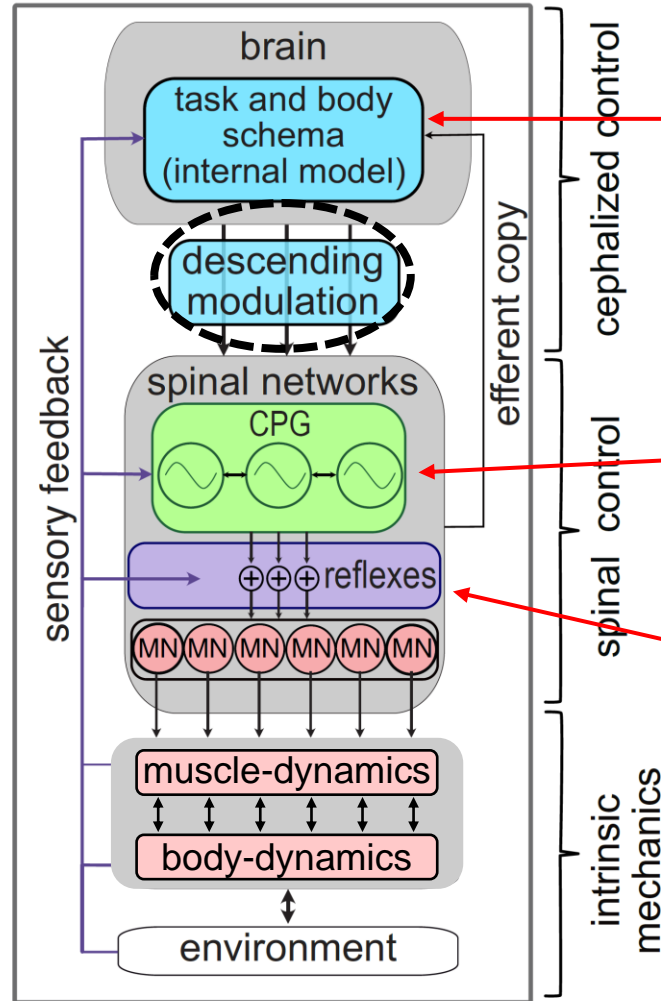 brain
task and body
schema
(internal model)
descending
modulation
spinal networks
CPG
+ + + reflexes
MN MN MN MN MN MN
muscle-dynamics
body-dynamics
environment
sensory feedback
efferent copy
cephalized control
spinal control
intrinsic
mechanics